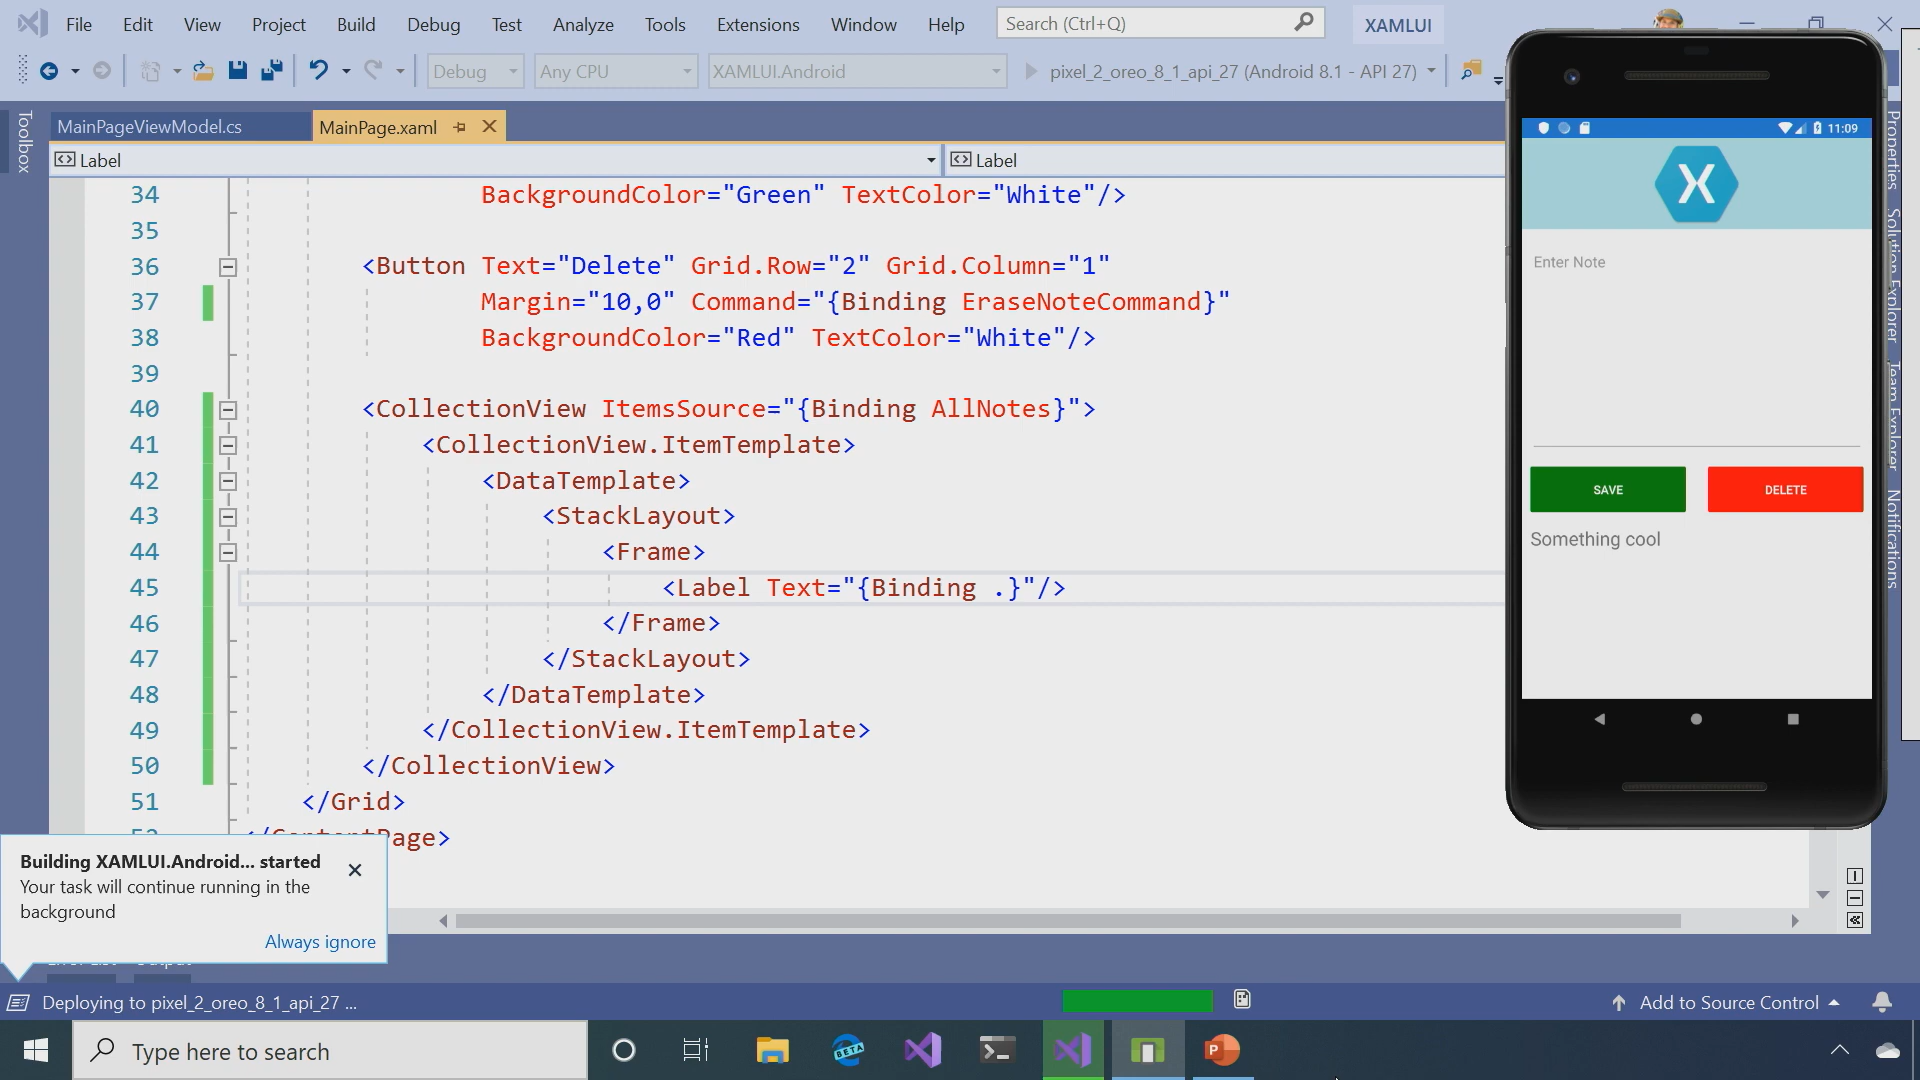 File Edit View Project Build Debug Test Analyze Tools Extensions Window Help Search (Ctrl+Q) XAMLUI
Debug Any CPU XAMLUI.Android pixel_2_oreo_8_1_api_27 (Android 8.1 - API 27)
Toolbox
MainPageViewModel.cs MainPage.xaml
Label Label
34 BackgroundColor="Green" TextColor="White"/>
35
36 <Button Text="Delete" Grid.Row="2" Grid.Column="1"
37 Margin="10,0" Command="{Binding EraseNoteCommand}"
38 BackgroundColor="Red" TextColor="White"/>
39
40 <CollectionView ItemsSource="{Binding AllNotes}">
41 <CollectionView.ItemTemplate>
42 <DataTemplate>
43 <StackLayout>
44 <Frame>
45 <Label Text="{Binding .}"/>
46 </Frame>
47 </StackLayout>
48 </DataTemplate>
49 </CollectionView.ItemTemplate>
50 </CollectionView>
51 </Grid>
11:09
X
Enter Note
SAVE DELETE
Something cool
Properties
Solution Explorer
Team Explorer
Notifications
Building XAMLUI.Android... started
Your task will continue running in the
background
Always ignore
Deploying to pixel_2_oreo_8_1_api_27 ...
Add to Source Control
Type here to search
BETA